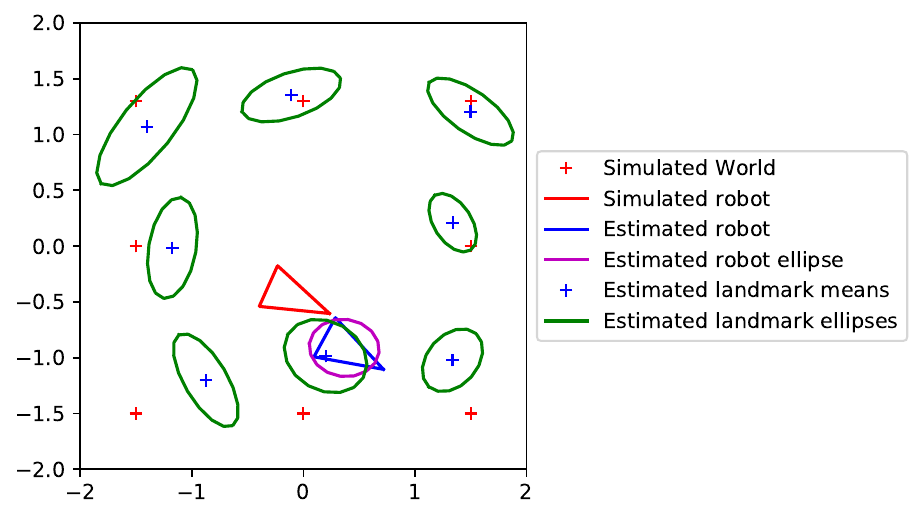 2.0
1.5
1.0
0.5
0.0
−0.5
−1.0
−1.5
−2.0
−2
−1
0
1
2
Simulated World
Simulated robot
Estimated robot
Estimated robot ellipse
Estimated landmark means
Estimated landmark ellipses